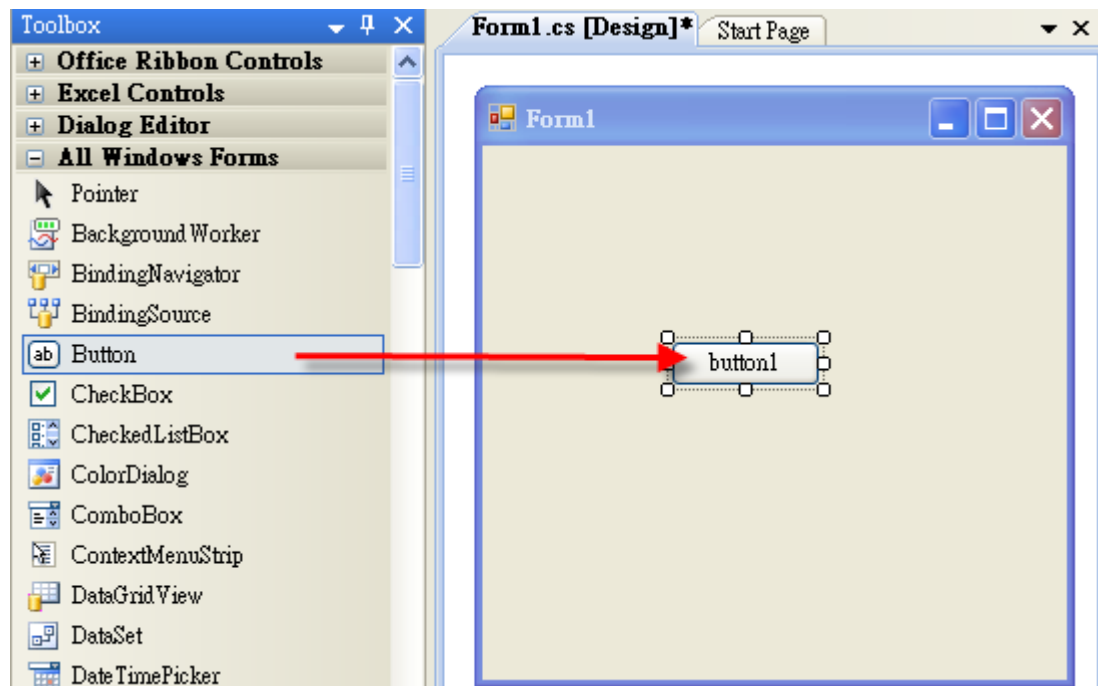 Toolbox
Office Ribbon Controls
Excel Controls
Dialog Editor
All Windows Forms
Pointer
BackgroundWorker
BindingNavigator
BindingSource
ab Button
CheckBox
CheckedListBox
ColorDialog
ComboBox
ContextMenuStrip
DataGridView
DataSet
DateTimePicker
Form1.cs [Design]* Start Page
Form1
button1